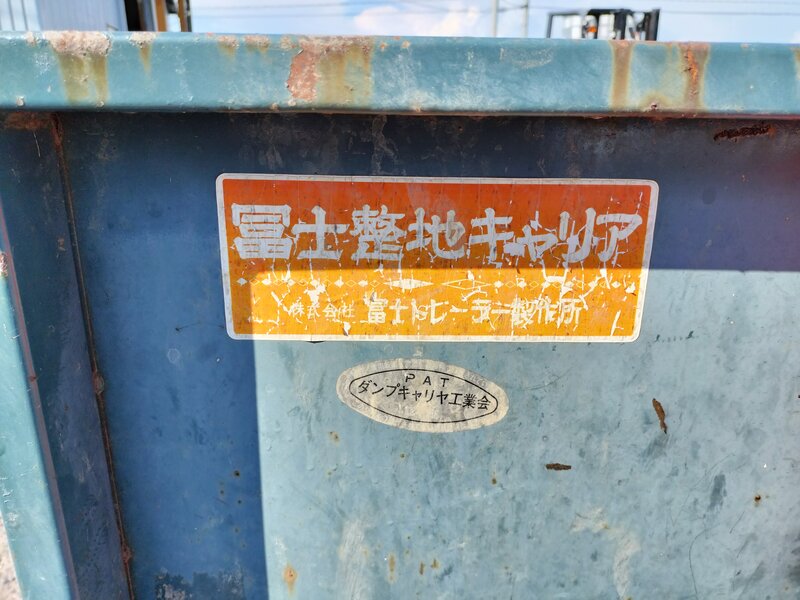 冨士整地キャリア
株式会社 富士トレーラー製作所
PAT
ダンプキャリヤ工業会